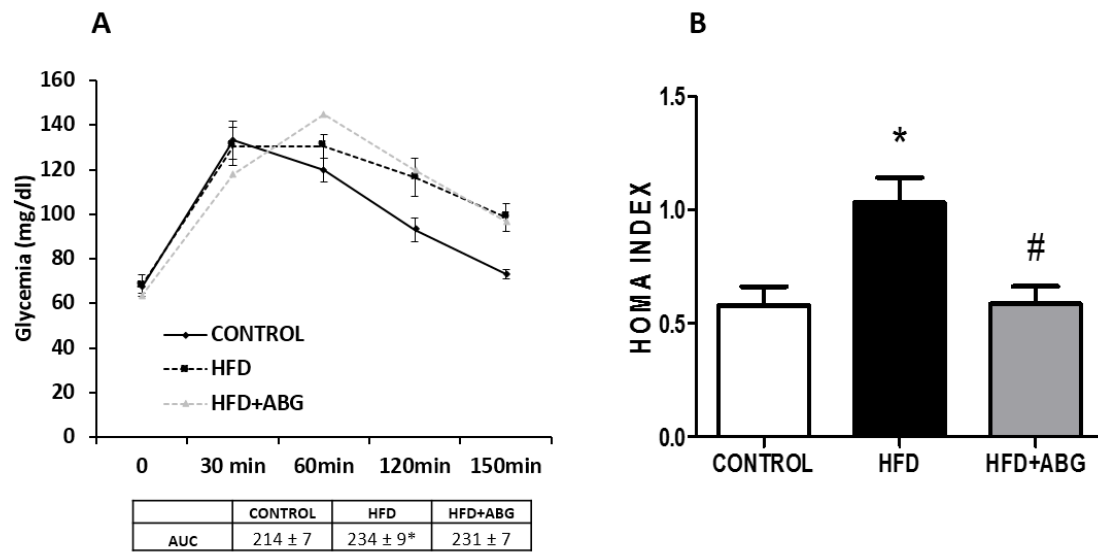 A
Glycemia (mg/dl)
160
140
120
100
80
60
40
20
0
CONTROL
HFD
HFD+ABG
0 30 min 60min 120min 150min
CONTROL HFD HFD+ABG
AUC 214 ± 7 234 ± 9* 231 ± 7
B
HOMA INDEX
1.5
1.0
0.5
0.0
*
#
CONTROL HFD HFD+ABG